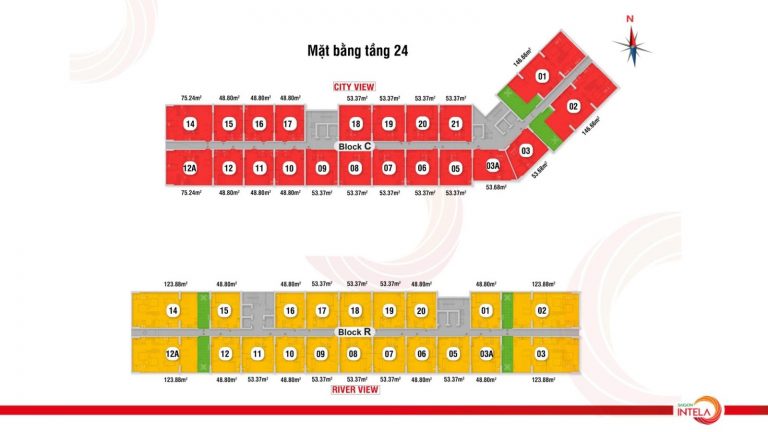 Mặt bằng tầng 24
N
CITY VIEW
75.24m² 48.80m² 48.80m² 48.80m² 53.37m² 53.37m² 53.37m² 53.37m²
146.66m²
01
02
146.66m²
14 15 16 17 18 19 20 21
Block C
12A 12 11 10 09 08 07 06 05 03A 03
53.68m²
53.68m²
75.24m² 48.80m² 48.80m² 48.80m² 53.37m² 53.37m² 53.37m² 53.37m² 53.37m²
123.88m² 48.80m² 48.80m² 53.37m² 53.37m² 53.37m² 48.80m² 48.80m² 123.88m²
14 15 16 17 18 19 20 01 02
Block R
12A 12 11 10 09 08 07 06 05 03A 03
123.88m² 48.80m² 53.37m² 48.80m² 53.37m² 53.37m² 53.37m² 48.80m² 53.37m² 48.80m² 123.88m²
RIVER VIEW
SAIGON
INTELA